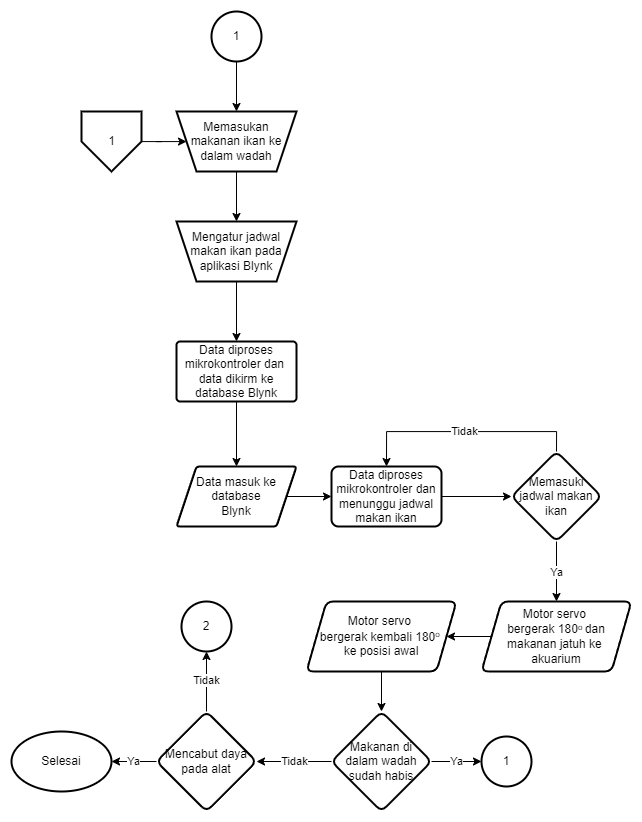 1
1
Memasukan
makanan ikan ke
dalam wadah
Mengatur jadwal
makan ikan pada
aplikasi Blynk
Data diproses
mikrokontroler dan
data dikirm ke
database Blynk
Data masuk ke
database
Blynk
Data diproses
mikrokontroler dan
menunggu jadwal
makan ikan
Tidak
Memasuki
jadwal makan
ikan
Ya
Motor servo
bergerak 180° dan
makanan jatuh ke
akuarium
Motor servo
bergerak kembali 180°
ke posisi awal
Makanan di
dalam wadah
sudah habis
Ya
1
Tidak
Mencabut daya
pada alat
Tidak
2
Ya
Selesai